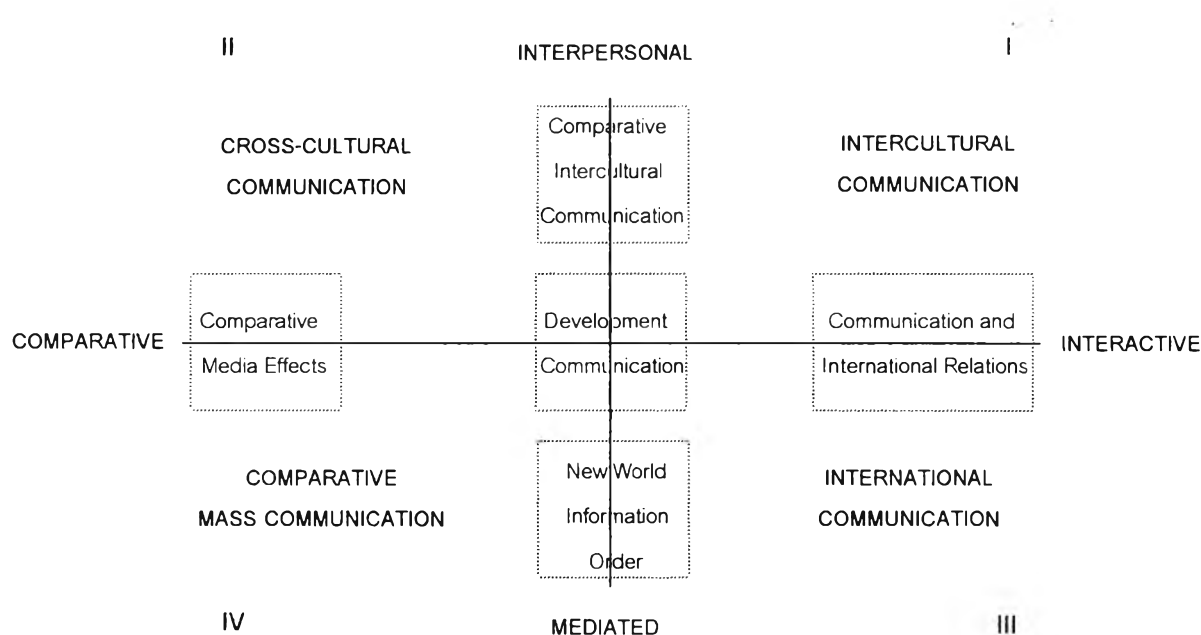 II
INTERPERSONAL
I
CROSS-CULTURAL
COMMUNICATION
Comparative
Intercultural
Communication
INTERCULTURAL
COMMUNICATION
COMPARATIVE
Comparative
Media Effects
Development
Communication
Communication and
International Relations
INTERACTIVE
COMPARATIVE
MASS COMMUNICATION
New World
Information
Order
INTERNATIONAL
COMMUNICATION
IV
MEDIATED
III